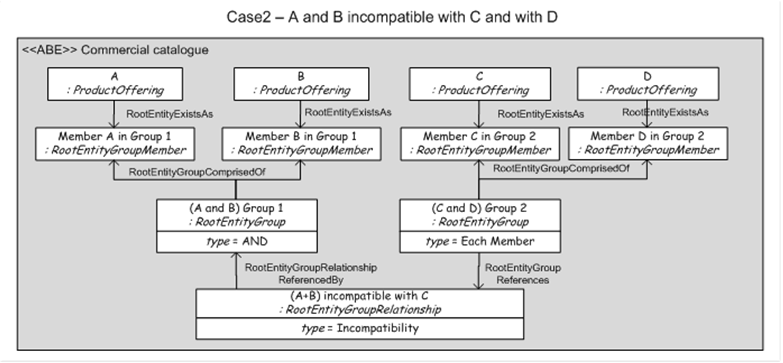 Case2 – A and B incompatible with C and with D
<<ABE>> Commercial catalogue
A
: ProductOffering
B
: ProductOffering
C
: ProductOffering
D
: ProductOffering
RootEntityExistsAs
RootEntityExistsAs
RootEntityExistsAs
RootEntityExistsAs
Member A in Group 1
: RootEntityGroupMember
Member B in Group 1
: RootEntityGroupMember
Member C in Group 2
: RootEntityGroupMember
Member D in Group 2
: RootEntityGroupMember
RootEntityGroupComprisedOf
RootEntityGroupComprisedOf
(A and B) Group 1
: RootEntityGroup
type = AND
(C and D) Group 2
: RootEntityGroup
type = Each Member
RootEntityGroupRelationship
ReferencedBy
RootEntityGroup
References
(A+B) incompatible with C
: RootEntityGroupRelationship
type = Incompatibility